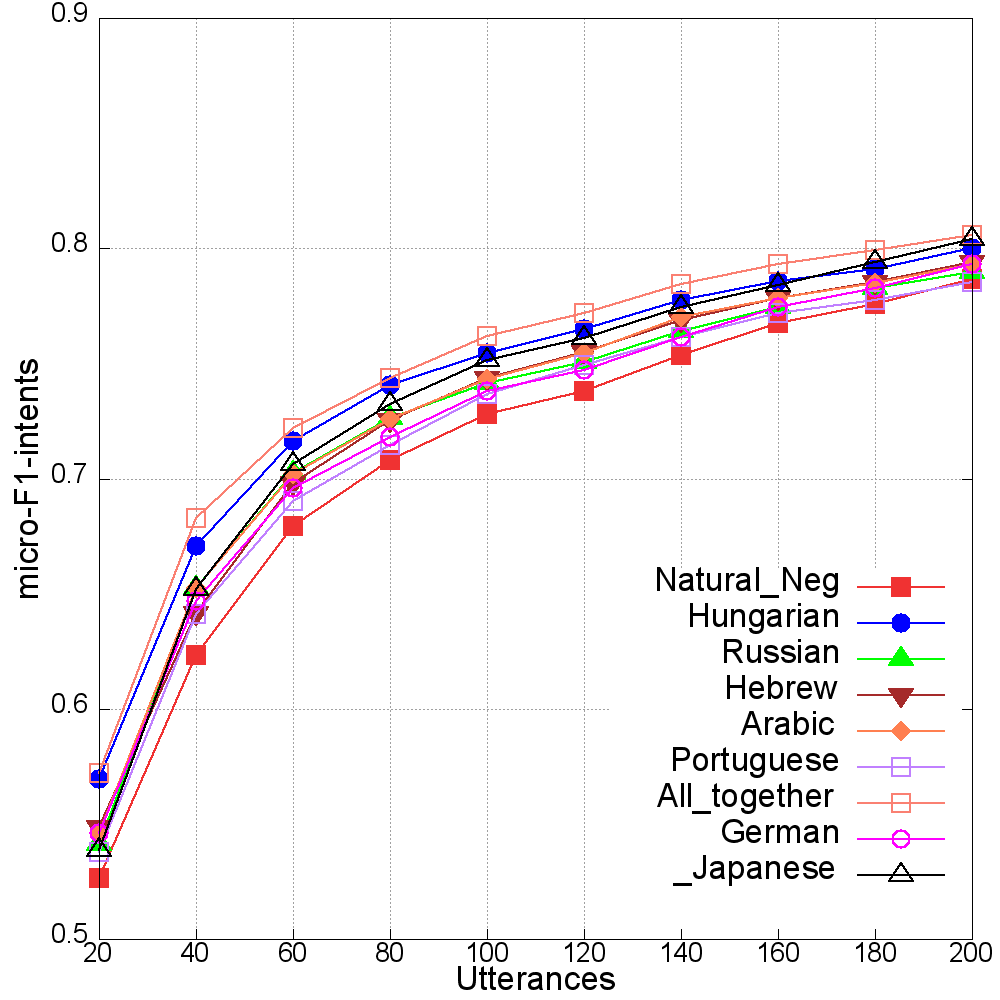 0.9
0.8
0.7
0.6
0.5
micro-F1-intents
Natural_Neg
Hungarian
Russian
Hebrew
Arabic
Portuguese
All_together
German
_Japanese
20 40 60 80 100 120 140 160 180 200
Utterances